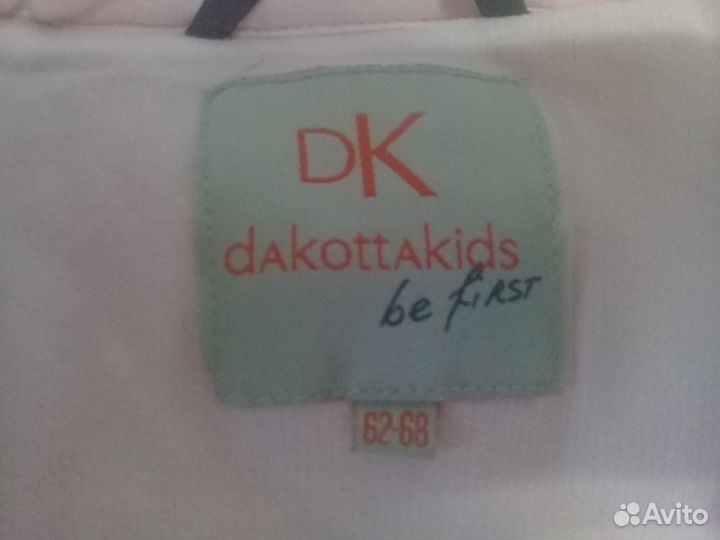 DK
dAkottAkids
be fIRST
62-68
Avito